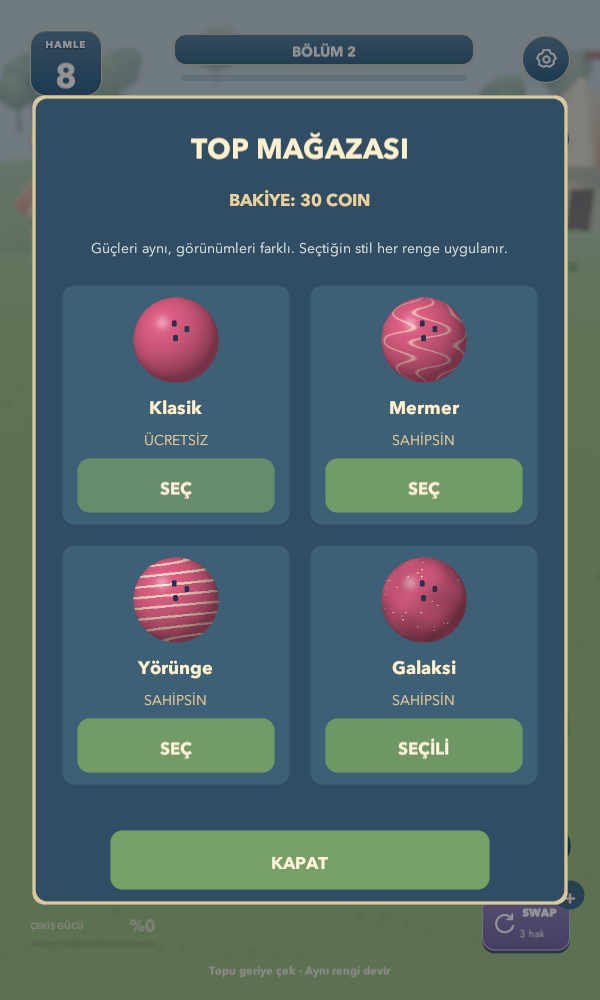 HAMLE
8
BÖLÜM 2
TOP MAĞAZASI
BAKİYE: 30 COIN
Güçleri aynı, görünümleri farklı. Seçtiğin stil her renge uygulanır.
Klasik
ÜCRETSİZ
SEÇ
Mermer
SAHİPSİN
SEÇ
Yörünge
SAHİPSİN
SEÇ
Galaksi
SAHİPSİN
SEÇİLİ
KAPAT
ÇEKİŞ GÜCÜ
%0
+
SWAP
3 hak
Topu geriye çek · Aynı rengi devir